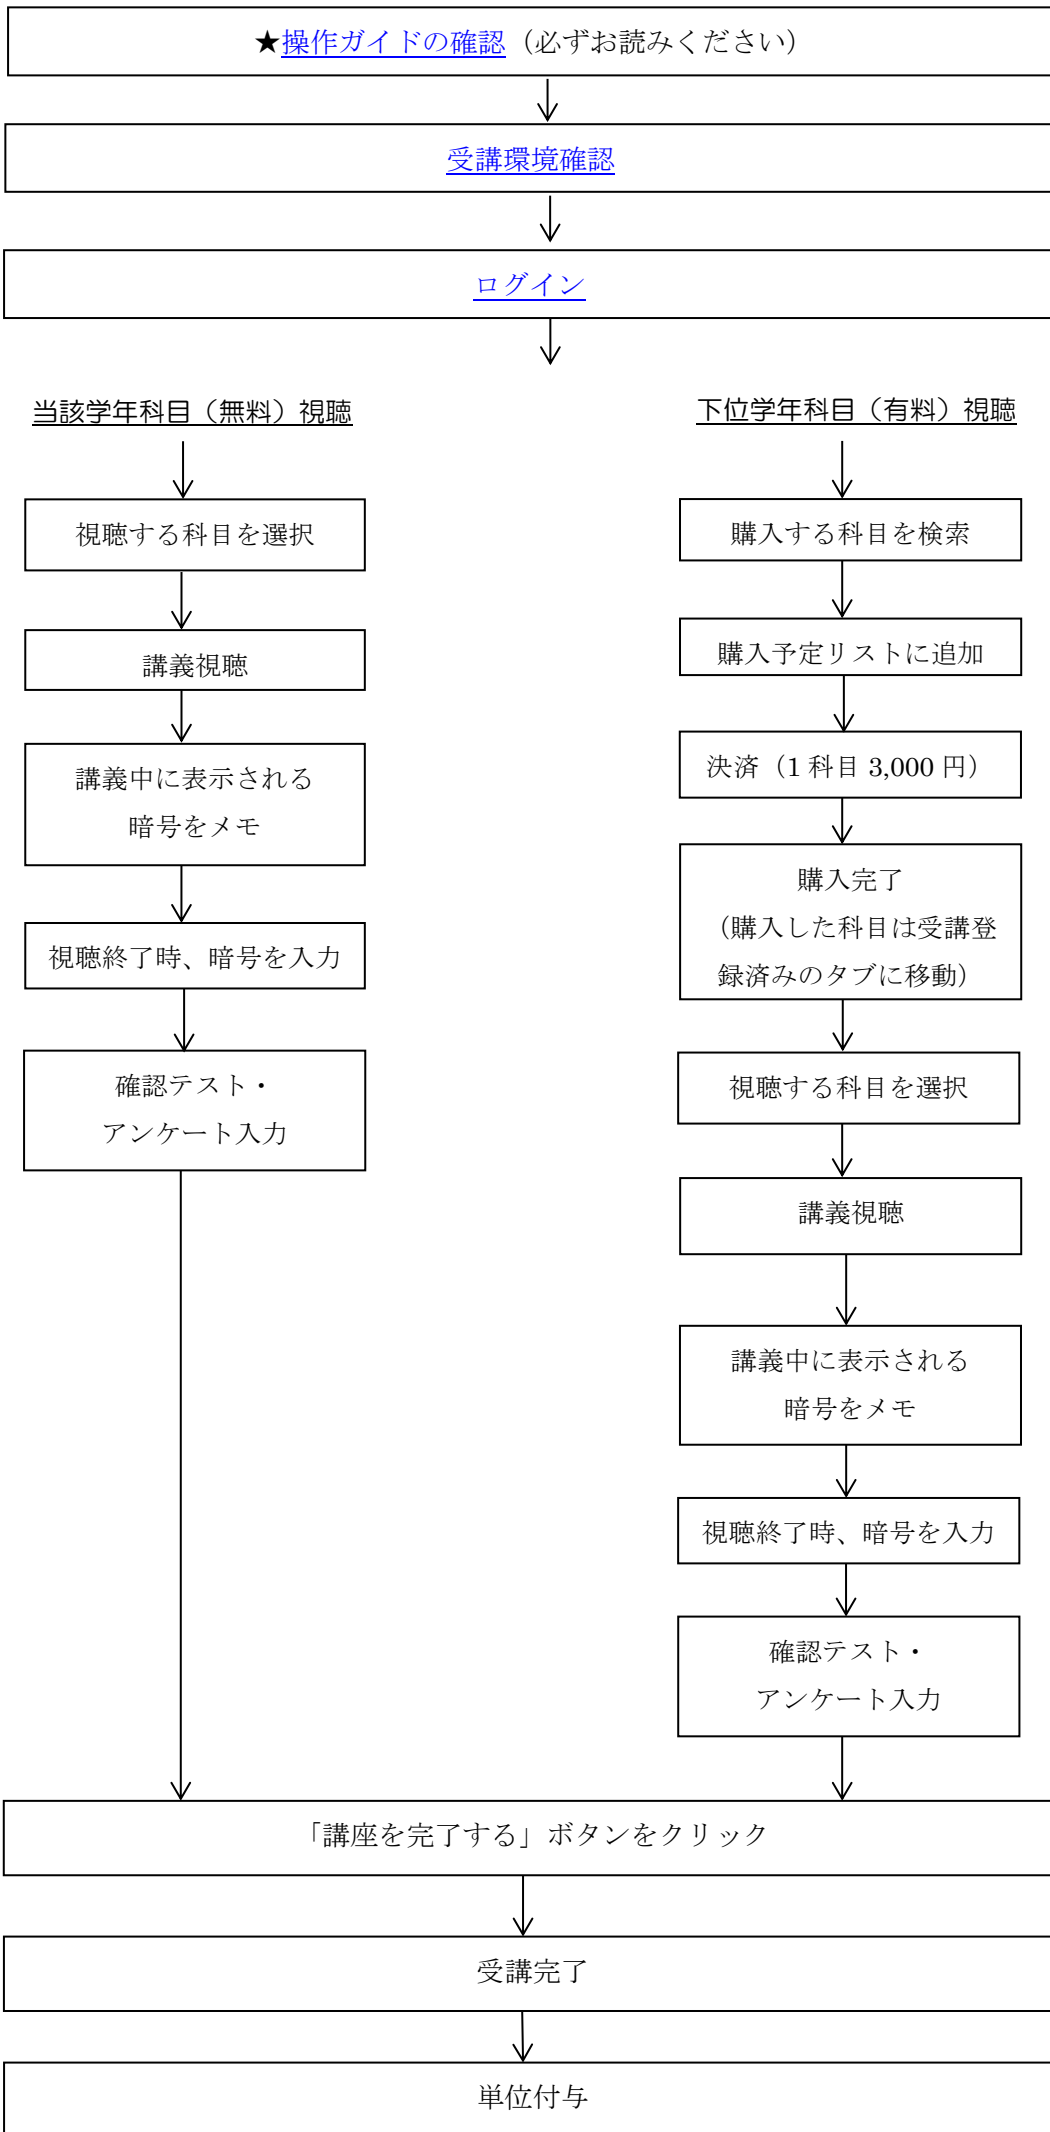 ★操作ガイドの確認（必ずお読みください）
受講環境確認
ログイン
当該学年科目（無料）視聴
視聴する科目を選択
講義視聴
講義中に表示される
暗号をメモ
視聴終了時、暗号を入力
確認テスト・
アンケート入力
下位学年科目（有料）視聴
購入する科目を検索
購入予定リストに追加
決済（1 科目 3,000 円）
購入完了
（購入した科目は受講登
録済みのタブに移動）
視聴する科目を選択
講義視聴
講義中に表示される
暗号をメモ
視聴終了時、暗号を入力
確認テスト・
アンケート入力
「講座を完了する」ボタンをクリック
受講完了
単位付与